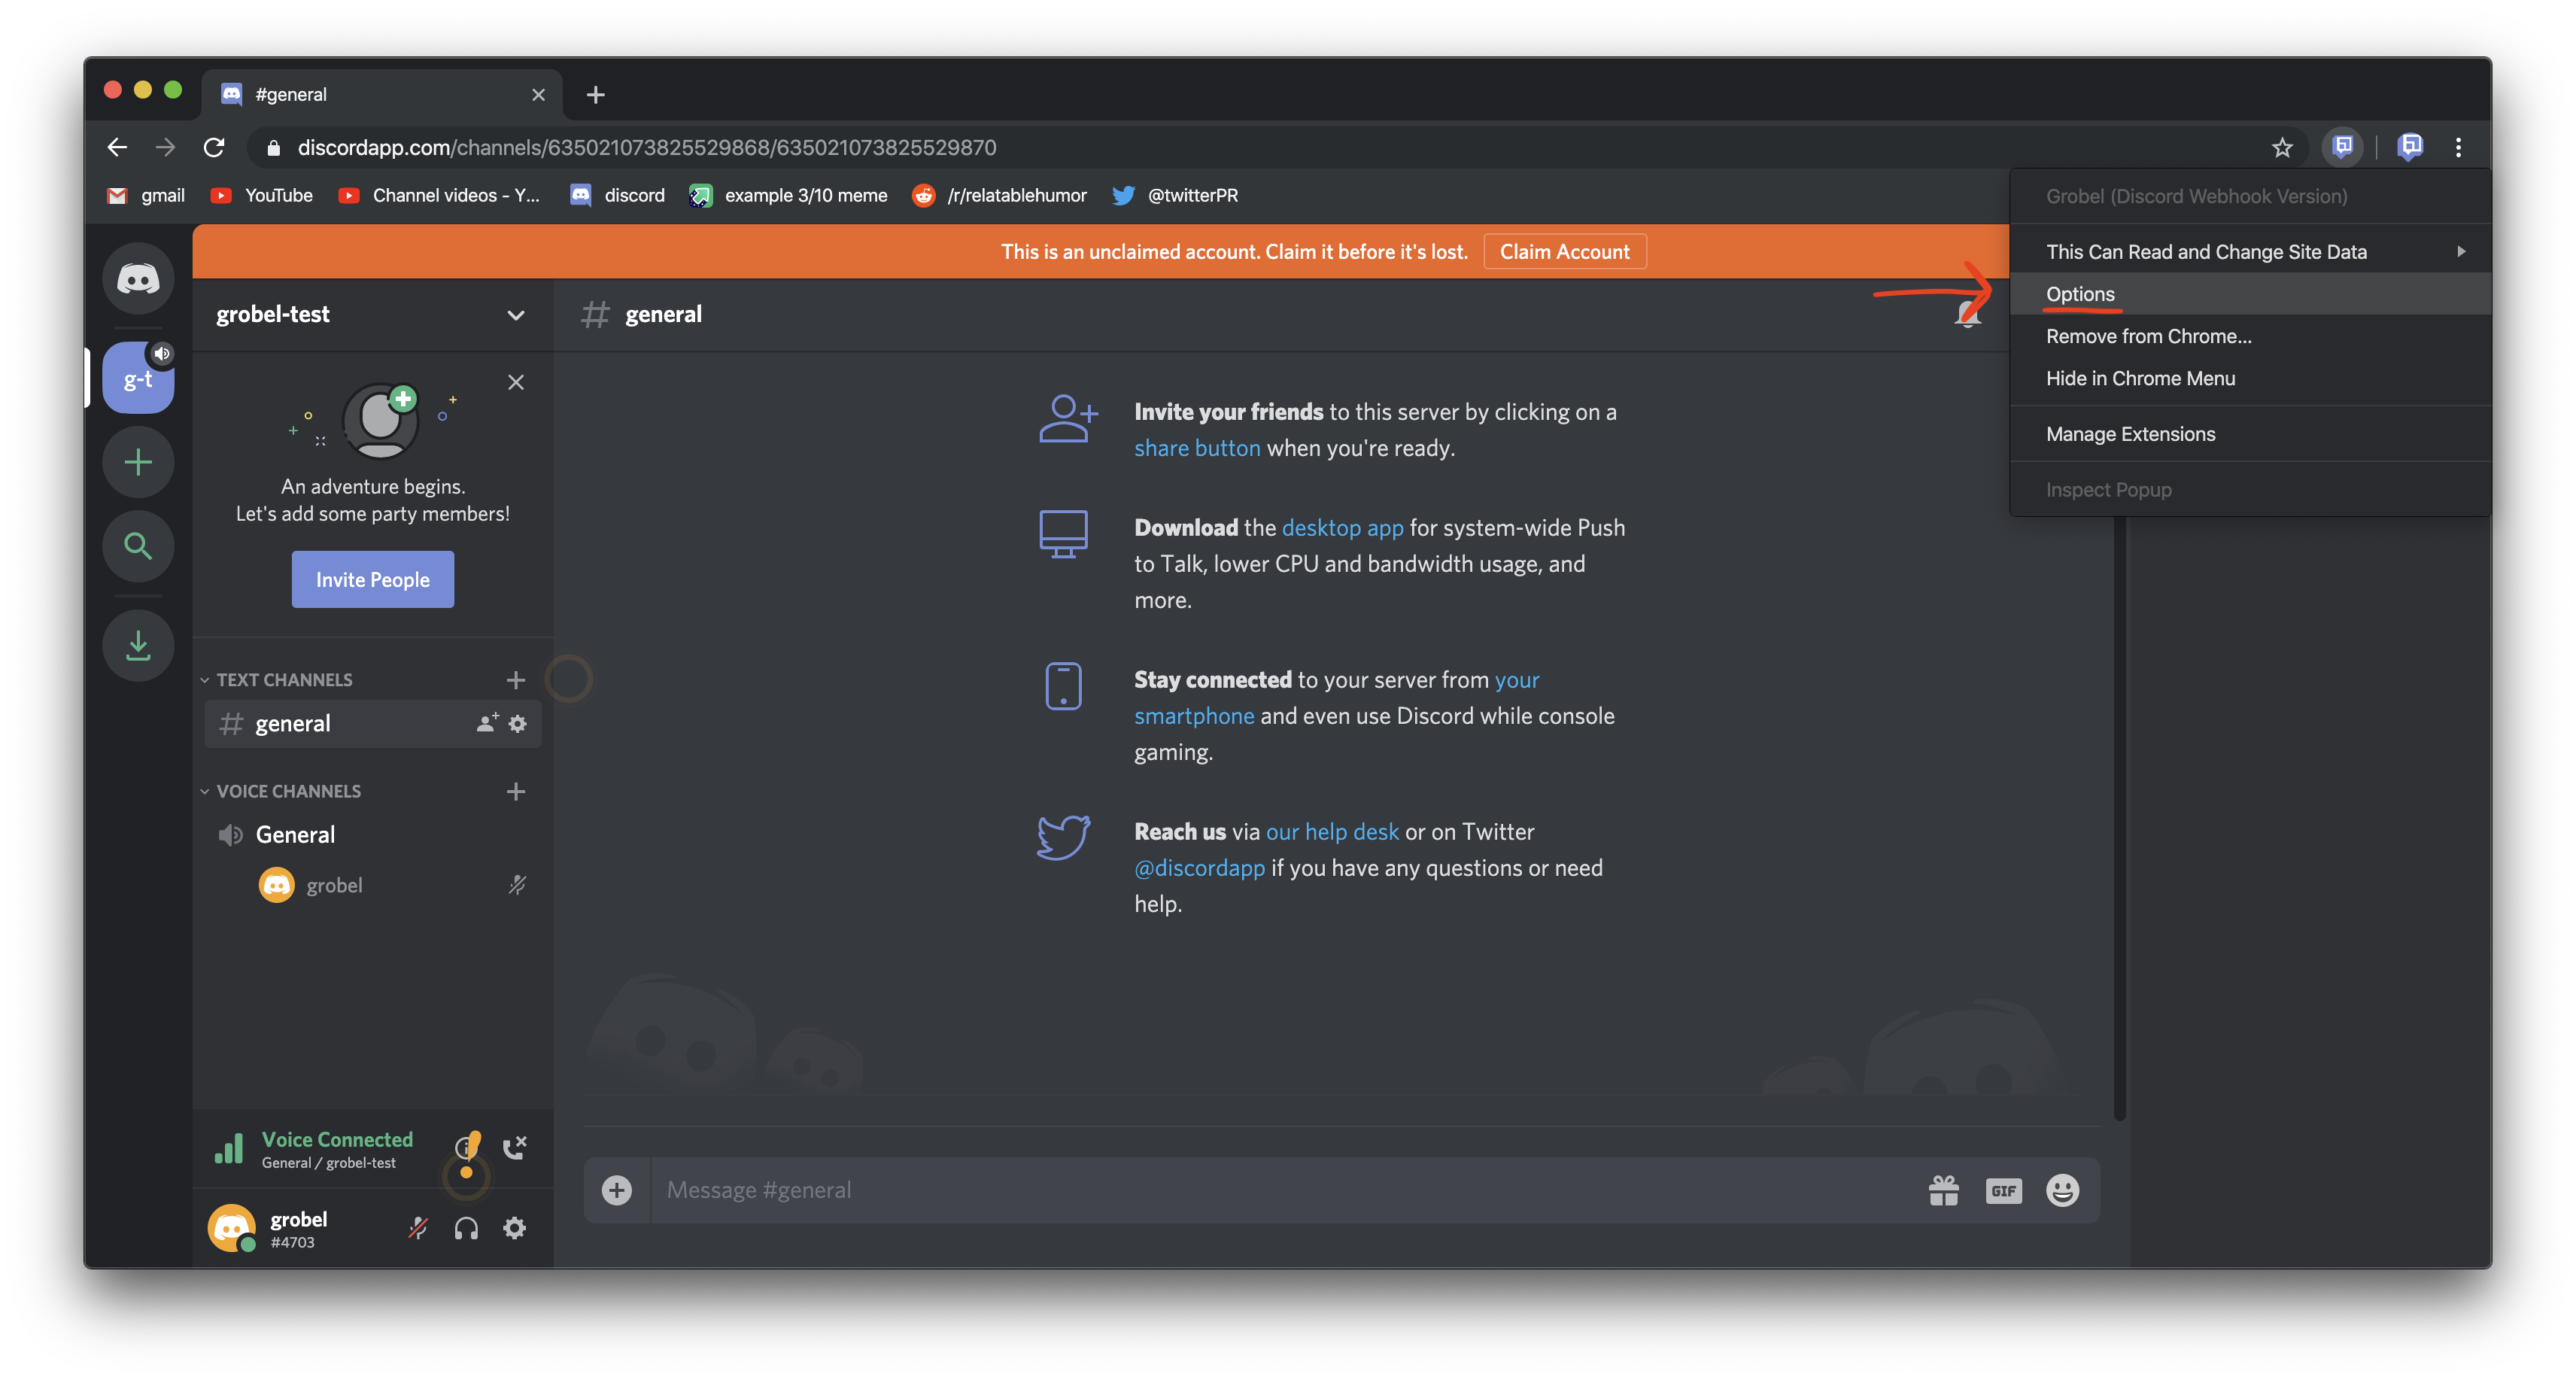 #general
discordapp.com/channels/635021073825529868/635021073825529870
gmail
YouTube
Channel videos - Y...
discord
example 3/10 meme
/r/relatablehumor
@twitterPR
Grobel (Discord Webhook Version)
This Can Read and Change Site Data
Options
Remove from Chrome...
Hide in Chrome Menu
Manage Extensions
Inspect Popup
This is an unclaimed account. Claim it before it's lost.
Claim Account
g-t
grobel-test
An adventure begins.
Let's add some party members!
Invite People
TEXT CHANNELS
general
VOICE CHANNELS
General
grobel
Voice Connected
General / grobel-test
grobel
#4703
# general
Invite your friends to this server by clicking on a
share button when you're ready.
Download the desktop app for system-wide Push
to Talk, lower CPU and bandwidth usage, and
more.
Stay connected to your server from your
smartphone and even use Discord while console
gaming.
Reach us via our help desk or on Twitter
@discordapp if you have any questions or need
help.
Message #general
GIF